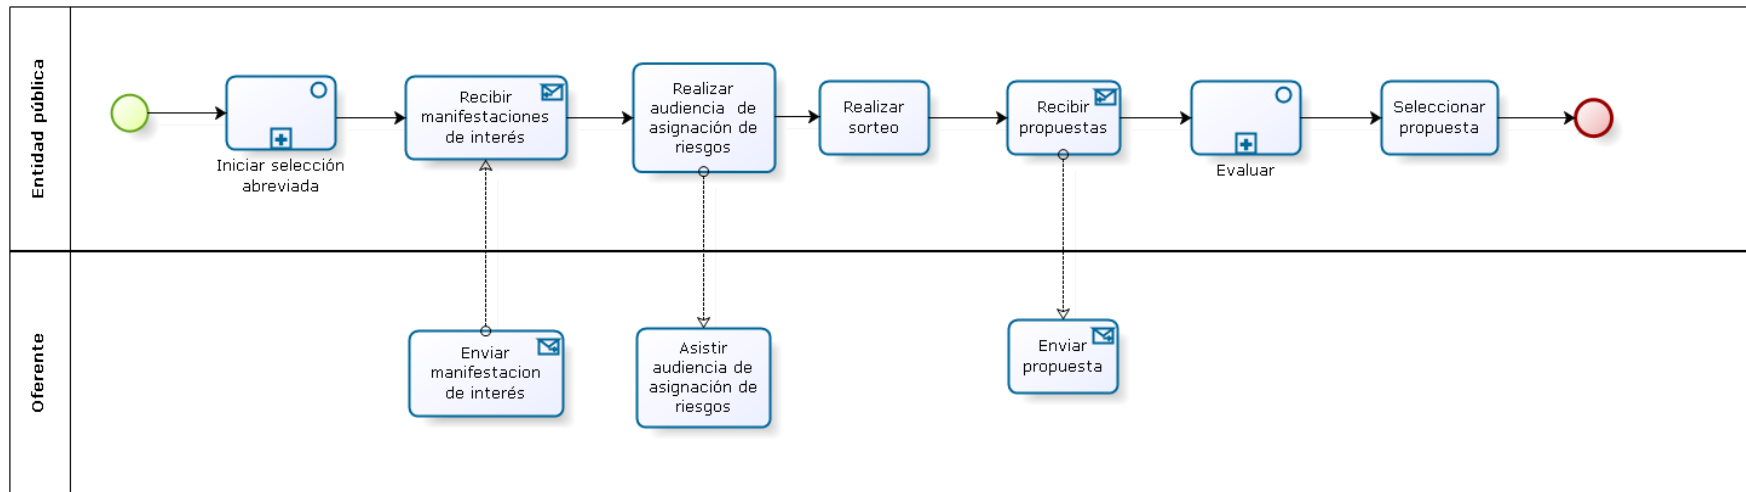 Entidad pública
Iniciar selección
abreviada
Recibir
manifestaciones
de interés
Realizar
audiencia de
asignación de
riesgos
Realizar
sorteo
Recibir
propuestas
Evaluar
Seleccionar
propuesta
Oferente
Enviar
manifestacion
de interés
Asistir
audiencia de
asignación de
riesgos
Enviar
propuesta